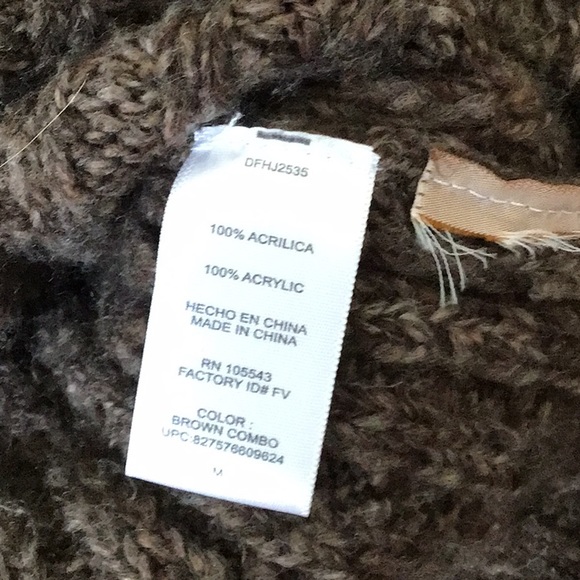 DFHJ2535
100% ACRILICA
100% ACRYLIC
HECHO EN CHINA
MADE IN CHINA
RN 105543
FACTORY ID# FV
COLOR :
BROWN COMBO
UPC:827576609624
M